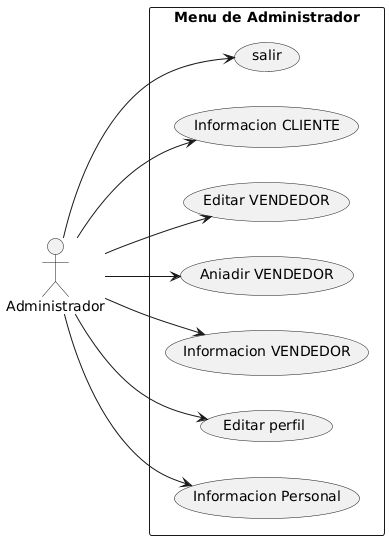 Menu de Administrador
salir
Informacion CLIENTE
Editar VENDEDOR
Aniadir VENDEDOR
Administrador
Informacion VENDEDOR
Editar perfil
Informacion Personal